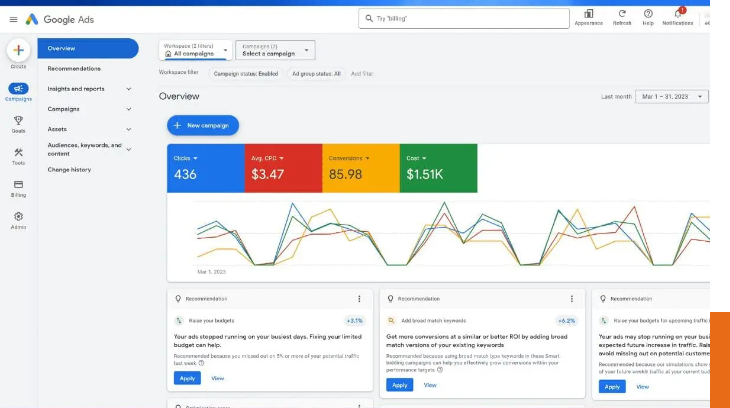 Google Ads
Try "billing"
Appearance
Refresh
Help
Notifications
Create
Campaigns
Goals
Tools
Billing
Admin
Overview
Recommendations
Insights and reports
Campaigns
Assets
Audiences, keywords, and
content
Change history
Workspace (2 filters)
All campaigns
Campaigns (7)
Select a campaign
Workspace filter
Campaign status: Enabled
Ad group status: All
Add filter
Overview
Last month
Mar 1 – 31, 2023
New campaign
Clicks
436
Avg. CPC
$3.47
Conversions
85.98
Cost
$1.51K
Mar 1, 2023
Recommendation
Raise your budgets
+3.1%
Your ads stopped running on your busiest days. Fixing your limited
budget can help.
Recommended because you missed out on 5% or more of your potential traffic
last week
Apply
View
Recommendation
Add broad match keywords
+6.2%
Get more conversions at a similar or better ROI by adding broad
match versions of your existing keywords
Recommended because using broad match type keywords in these Smart
bidding campaigns can help you effectively grow conversions within your
performance targets
Apply
View
Recommendation
Raise your budgets for upcoming traffic
Your ads may stop running on your busi
expected future increase in traffic. Rais
avoid missing out on potential custome
Recommended because our simulations show
of your future weekly traffic at your current bud
Apply
View
Recommendation